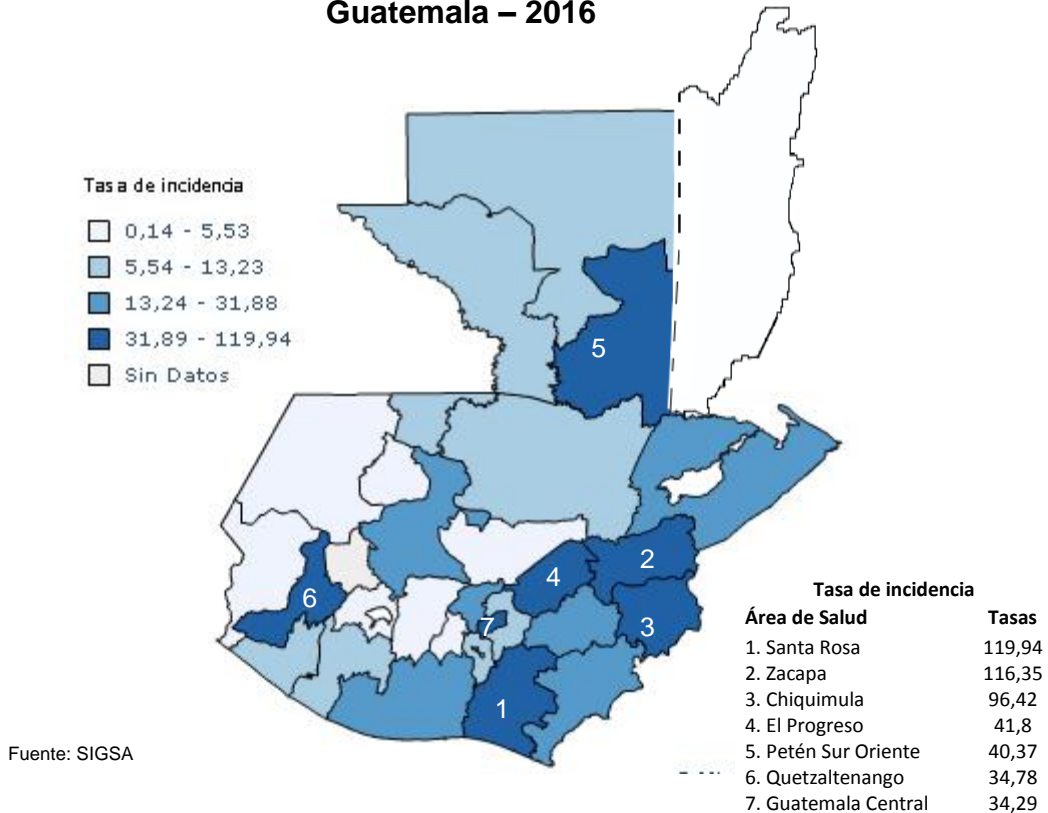 Guatemala – 2016
Tasa de incidencia
0,14 - 5,53
5,54 - 13,23
13,24 - 31,88
31,89 - 119,94
Sin Datos
5
6
4
2
3
7
1
Tasa de incidencia
Área de Salud Tasas
1. Santa Rosa 119,94
2. Zacapa 116,35
3. Chiquimula 96,42
4. El Progreso 41,8
5. Petén Sur Oriente 40,37
6. Quetzaltenango 34,78
7. Guatemala Central 34,29
Fuente: SIGSA